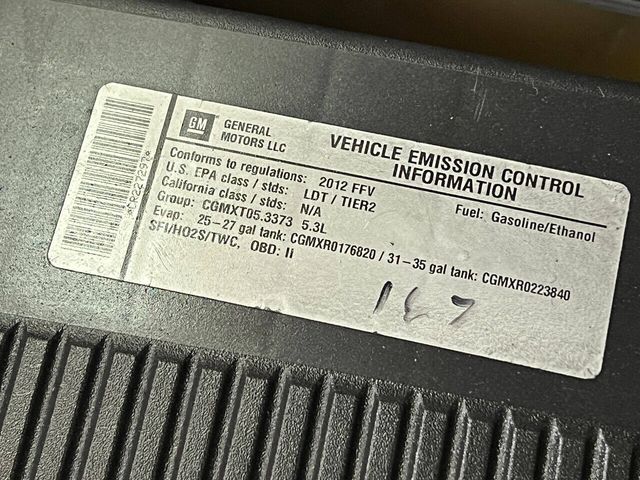 *CR227297*
GM
GENERAL
MOTORS LLC
VEHICLE EMISSION CONTROL
INFORMATION
Conforms to regulations: 2012 FFV
Fuel: Gasoline/Ethanol
U.S. EPA class / stds: LDT / TIER2
California class / stds: N/A
Group: CGMXT05.3373 5.3L
Evap: 25-27 gal tank: CGMXR0176820 / 31-35 gal tank: CGMXR0223840
SFI/HO2S/TWC, OBD: II